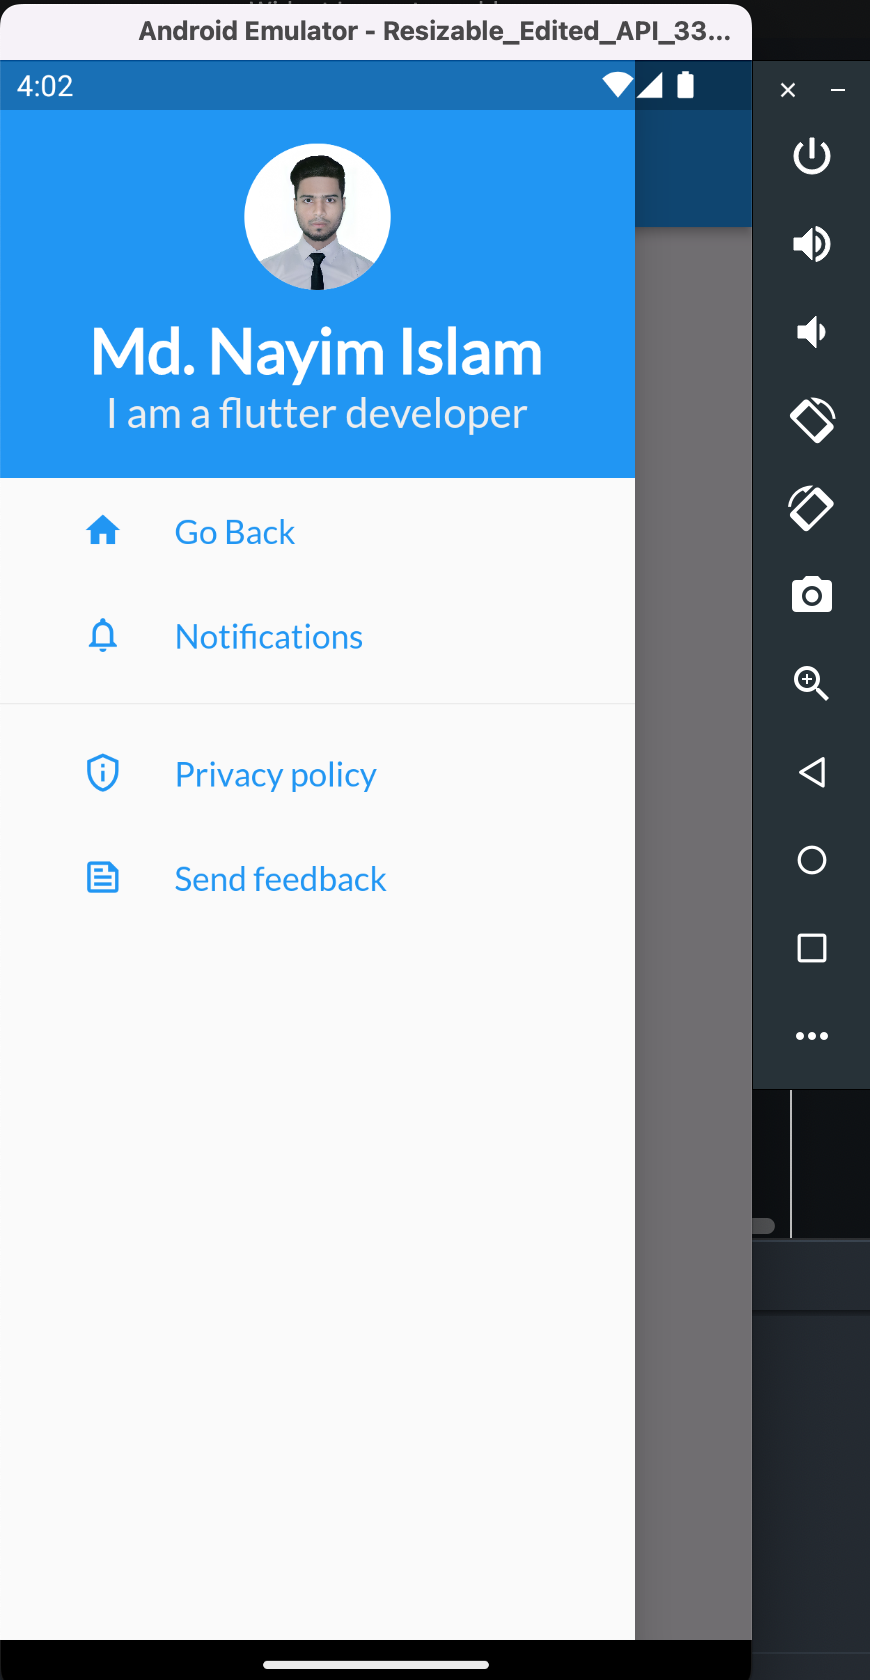 Android Emulator - Resizable_Edited_API_33...
4:02
Md. Nayim Islam
I am a flutter developer
Go Back
Notifications
Privacy policy
Send feedback